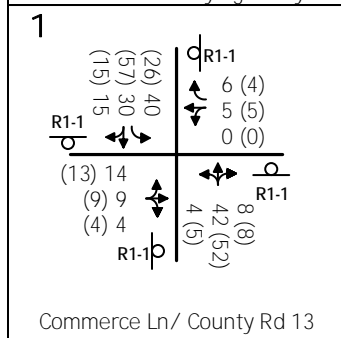 1
(15) 15
(57) 30
(26) 40
R1-1
6 (4)
5 (5)
0 (0)
R1-1
(13) 14
(9) 9
(4) 4
R1-1
4 (5)
42 (52)
8 (8)
R1-1
Commerce Ln/ County Rd 13